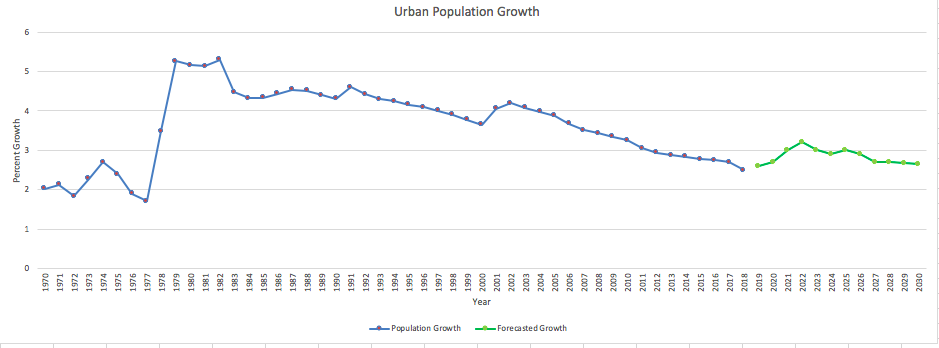 Urban Population Growth
6
5
4
3
2
1
0
Percent Growth
1970 1971 1972 1973 1974 1975 1976 1977 1978 1979 1980 1981 1982 1983 1984 1985 1986 1987 1988 1989 1990 1991 1992 1993 1994 1995 1996 1997 1998 1999 2000 2001 2002 2003 2004 2005 2006 2007 2008 2009 2010 2011 2012 2013 2014 2015 2016 2017 2018 2019 2020 2021 2022 2023 2024 2025 2026 2027 2028 2029 2030
Year
Population Growth Forecasted Growth